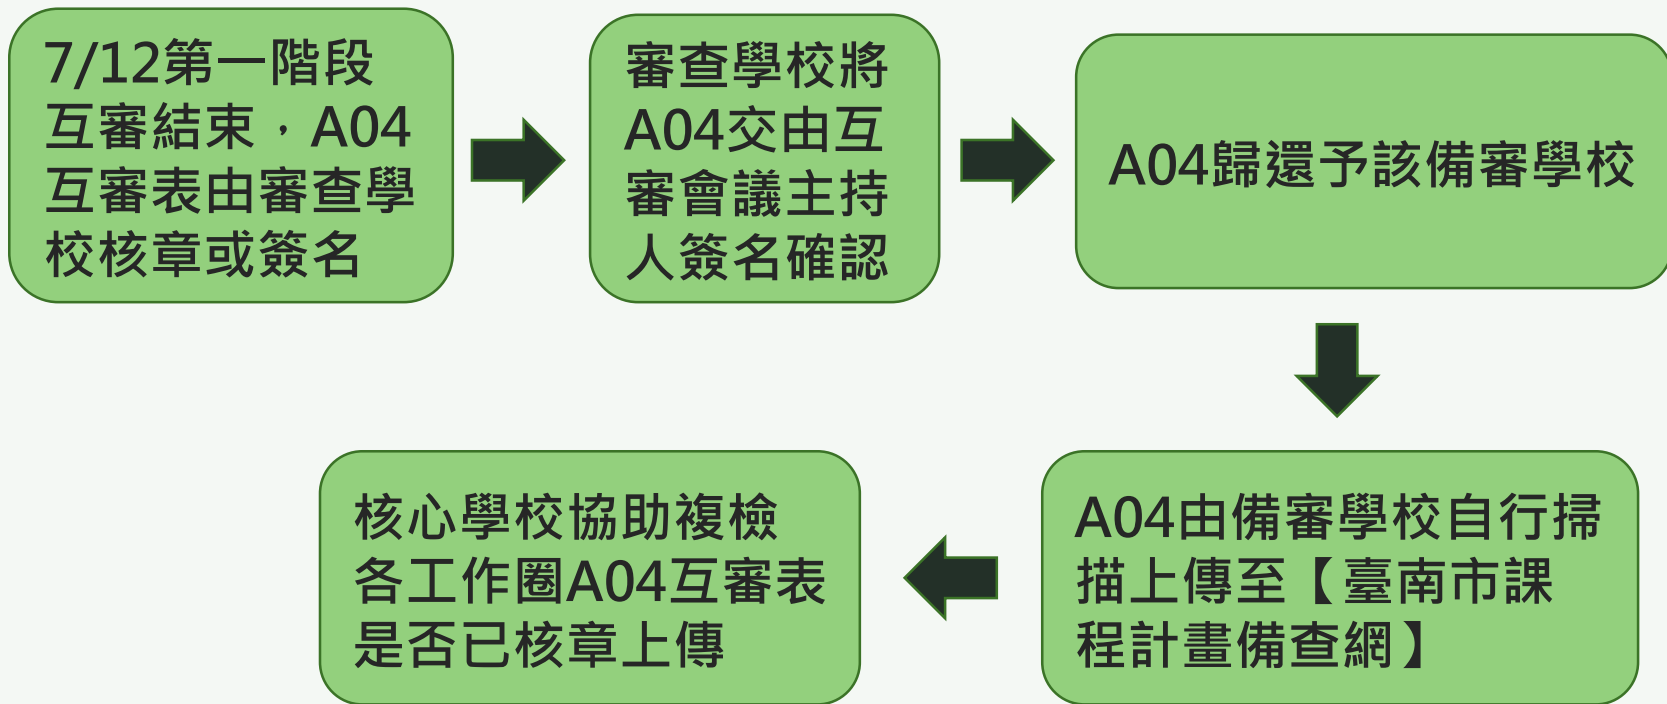 7/12第一階段
互審結束，A04
互審表由審查學
校核章或簽名
審查學校將
A04交由互
審會議主持
人簽名確認
A04歸還予該備審學校
A04由備審學校自行掃
描上傳至【臺南市課
程計畫備查網】
核心學校協助複檢
各工作圈A04互審表
是否已核章上傳